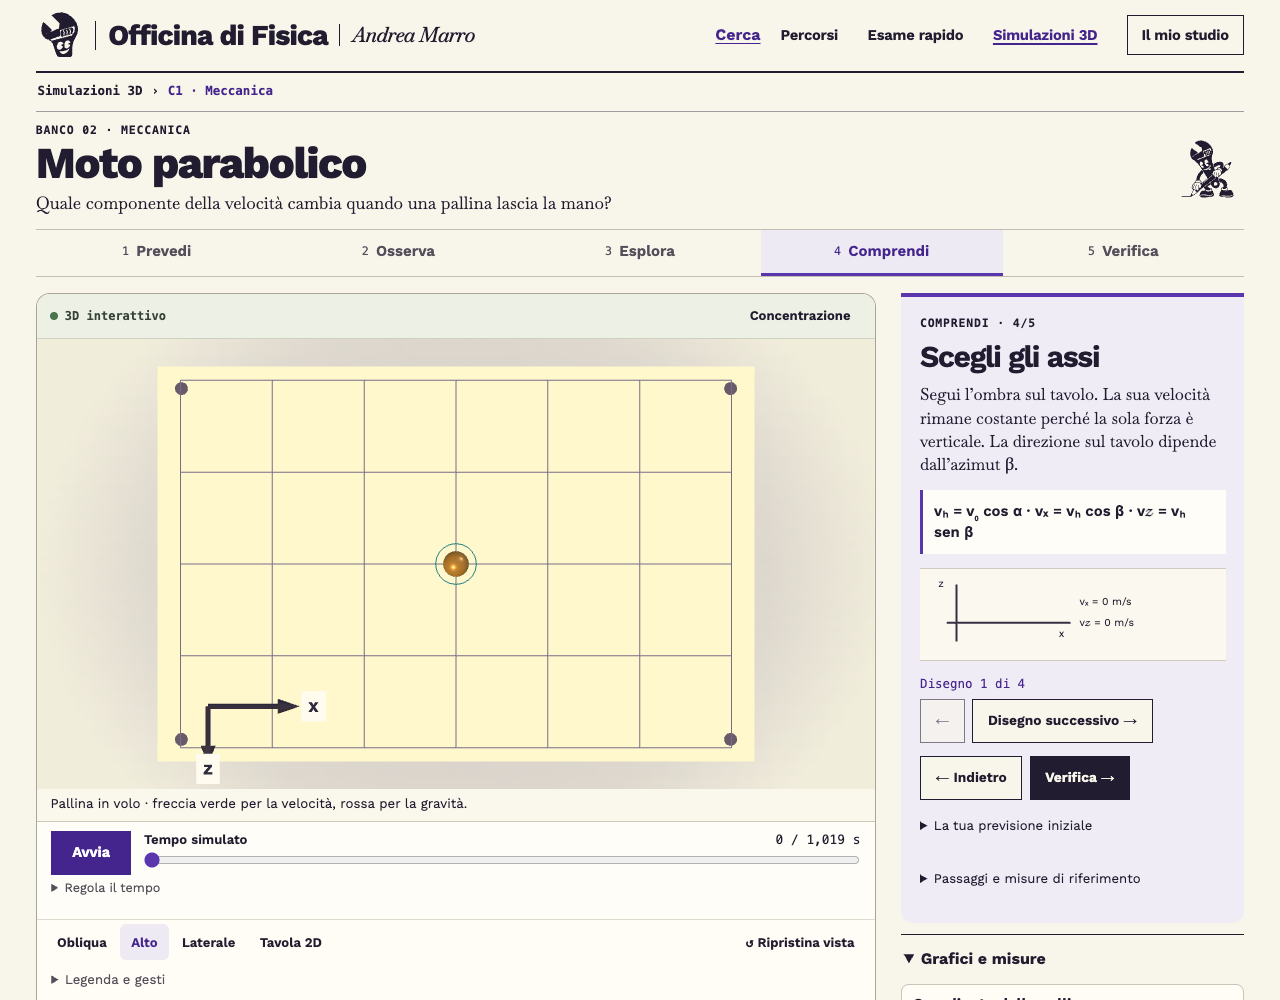 Officina di Fisica
Andrea Marro
Cerca Percorsi Esame rapido Simulazioni 3D Il mio studio
Simulazioni 3D › C1 · Meccanica
BANCO 02 · MECCANICA
Moto parabolico
Quale componente della velocità cambia quando una pallina lascia la mano?
1 Prevedi 2 Osserva 3 Esplora 4 Comprendi 5 Verifica
3D interattivo Concentrazione
X
Z
Pallina in volo · freccia verde per la velocità, rossa per la gravità.
Avvia Tempo simulato 0 / 1,019 s
▶ Regola il tempo
Obliqua Alto Laterale Tavola 2D ↺ Ripristina vista
▶ Legenda e gesti
COMPRENDI · 4/5
Scegli gli assi
Segui l’ombra sul tavolo. La sua velocità
rimane costante perché la sola forza è
verticale. La direzione sul tavolo dipende
dall’azimut β.
vₕ = v₀ cos α · vₓ = vₕ cos β · v𝓏 = vₕ
sen β
z
x
vₓ = 0 m/s
v𝓏 = 0 m/s
Disegno 1 di 4
← Disegno successivo →
← Indietro Verifica →
▶ La tua previsione iniziale
▶ Passaggi e misure di riferimento
▼ Grafici e misure